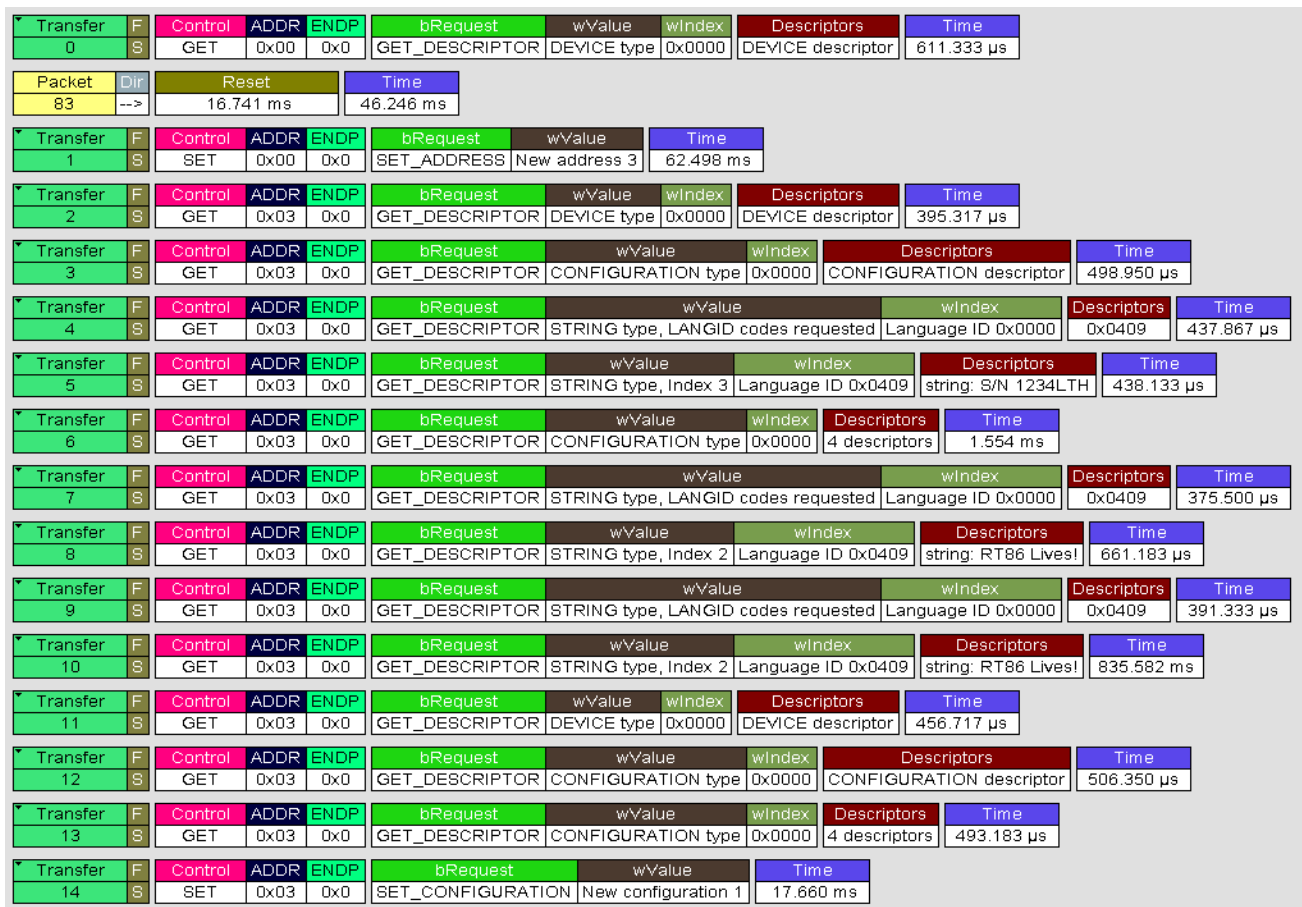 Transfer F Control ADDR ENDP bRequest wValue wIndex Descriptors Time
0 S GET 0x00 0x0 GET_DESCRIPTOR DEVICE type 0x0000 DEVICE descriptor 611.333 µs
Packet Dir Reset Time
83 --> 16.741 ms 46.246 ms
Transfer F Control ADDR ENDP bRequest wValue Time
1 S SET 0x00 0x0 SET_ADDRESS New address 3 62.498 ms
Transfer F Control ADDR ENDP bRequest wValue wIndex Descriptors Time
2 S GET 0x03 0x0 GET_DESCRIPTOR DEVICE type 0x0000 DEVICE descriptor 395.317 µs
Transfer F Control ADDR ENDP bRequest wValue wIndex Descriptors Time
3 S GET 0x03 0x0 GET_DESCRIPTOR CONFIGURATION type 0x0000 CONFIGURATION descriptor 498.950 µs
Transfer F Control ADDR ENDP bRequest wValue wIndex Descriptors Time
4 S GET 0x03 0x0 GET_DESCRIPTOR STRING type, LANGID codes requested Language ID 0x0000 0x0409 437.867 µs
Transfer F Control ADDR ENDP bRequest wValue wIndex Descriptors Time
5 S GET 0x03 0x0 GET_DESCRIPTOR STRING type, Index 3 Language ID 0x0409 string: S/N 1234LTH 438.133 µs
Transfer F Control ADDR ENDP bRequest wValue wIndex Descriptors Time
6 S GET 0x03 0x0 GET_DESCRIPTOR CONFIGURATION type 0x0000 4 descriptors 1.554 ms
Transfer F Control ADDR ENDP bRequest wValue wIndex Descriptors Time
7 S GET 0x03 0x0 GET_DESCRIPTOR STRING type, LANGID codes requested Language ID 0x0000 0x0409 375.500 µs
Transfer F Control ADDR ENDP bRequest wValue wIndex Descriptors Time
8 S GET 0x03 0x0 GET_DESCRIPTOR STRING type, Index 2 Language ID 0x0409 string: RT86 Lives! 661.183 µs
Transfer F Control ADDR ENDP bRequest wValue wIndex Descriptors Time
9 S GET 0x03 0x0 GET_DESCRIPTOR STRING type, LANGID codes requested Language ID 0x0000 0x0409 391.333 µs
Transfer F Control ADDR ENDP bRequest wValue wIndex Descriptors Time
10 S GET 0x03 0x0 GET_DESCRIPTOR STRING type, Index 2 Language ID 0x0409 string: RT86 Lives! 835.582 ms
Transfer F Control ADDR ENDP bRequest wValue wIndex Descriptors Time
11 S GET 0x03 0x0 GET_DESCRIPTOR DEVICE type 0x0000 DEVICE descriptor 456.717 µs
Transfer F Control ADDR ENDP bRequest wValue wIndex Descriptors Time
12 S GET 0x03 0x0 GET_DESCRIPTOR CONFIGURATION type 0x0000 CONFIGURATION descriptor 506.350 µs
Transfer F Control ADDR ENDP bRequest wValue wIndex Descriptors Time
13 S GET 0x03 0x0 GET_DESCRIPTOR CONFIGURATION type 0x0000 4 descriptors 493.183 µs
Transfer F Control ADDR ENDP bRequest wValue Time
14 S SET 0x03 0x0 SET_CONFIGURATION New configuration 1 17.660 ms